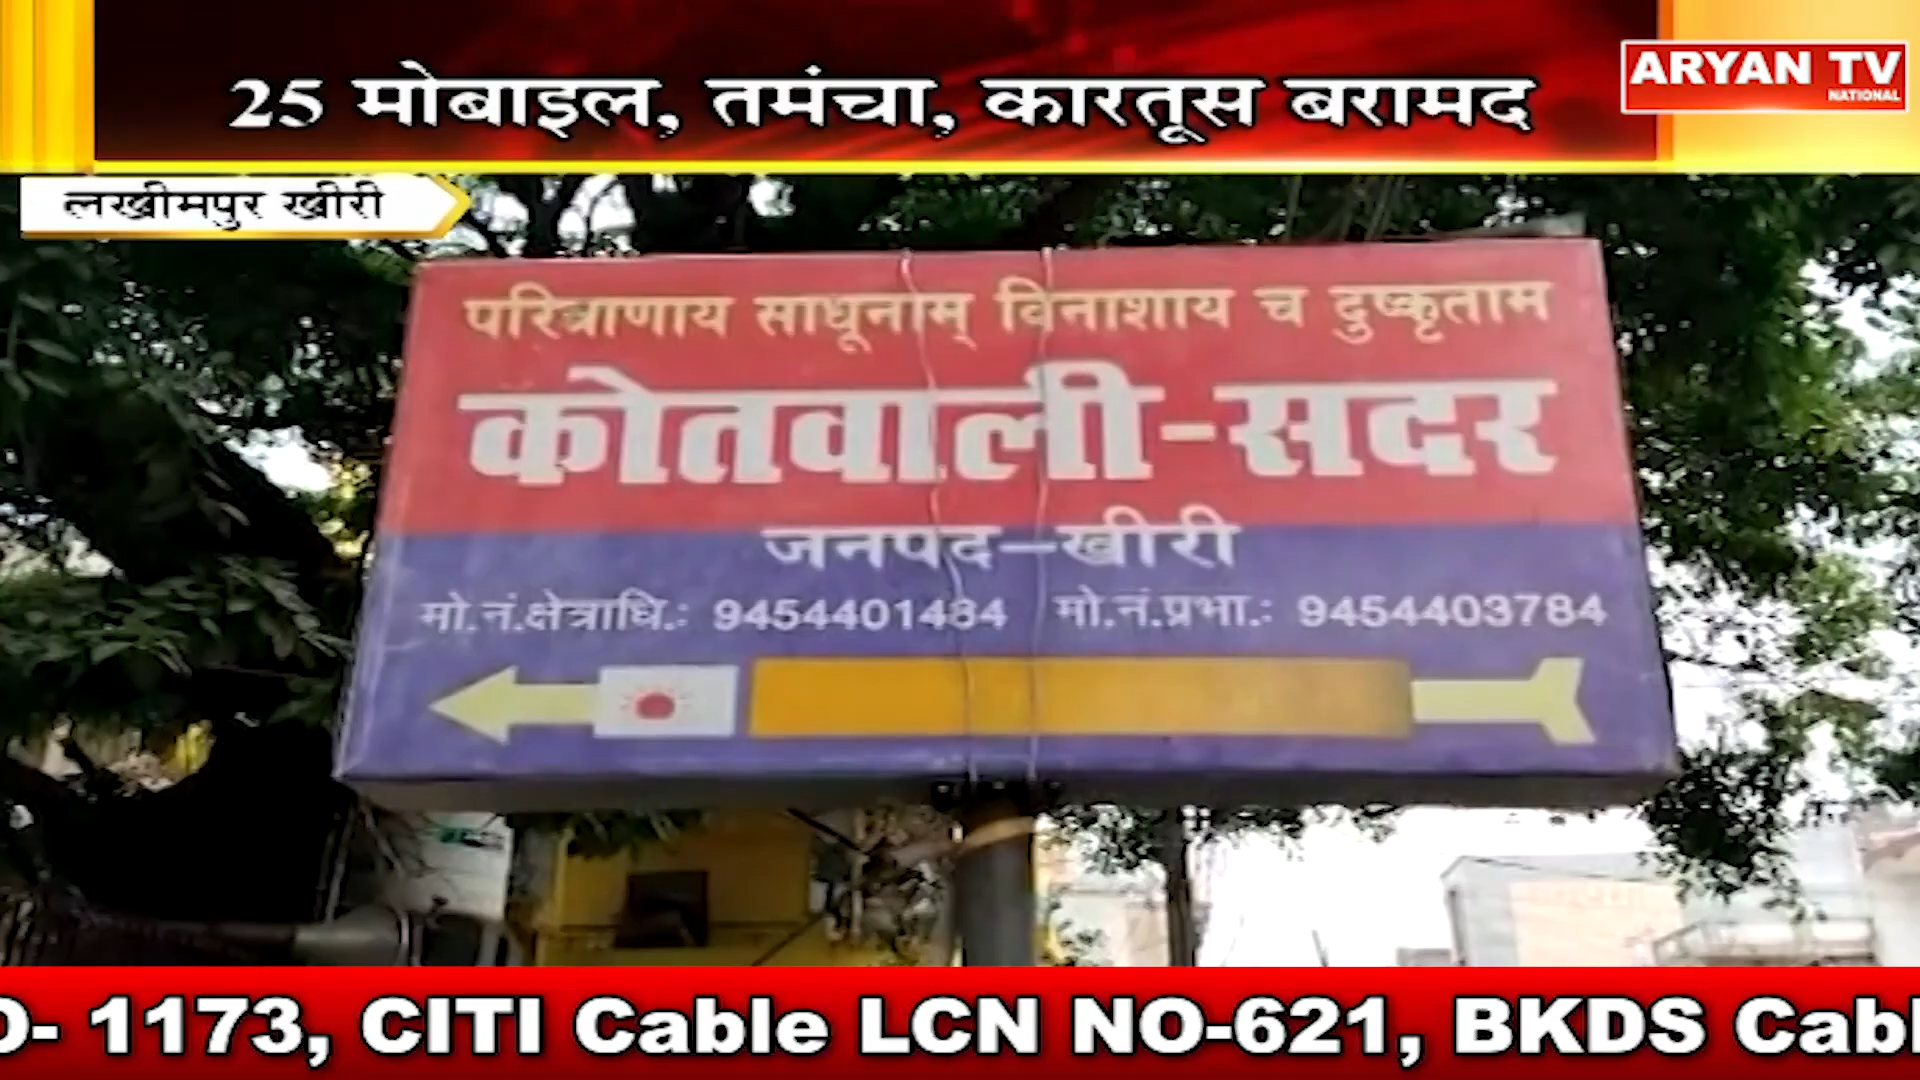 25 मोबाइल, तमंचा, कारतूस बरामद
ARYAN TV
NATIONAL
लखीमपुर खीरी
परित्राणाय साधूनाम् विनाशाय च दुष्कृताम
कोतवाली-सदर
जनपद-खीरी
मो.नं.क्षेत्राधि.: 9454401484 मो.नं.प्रभा.: 9454403784
- 1173, CITI Cable LCN NO-621, BKDS